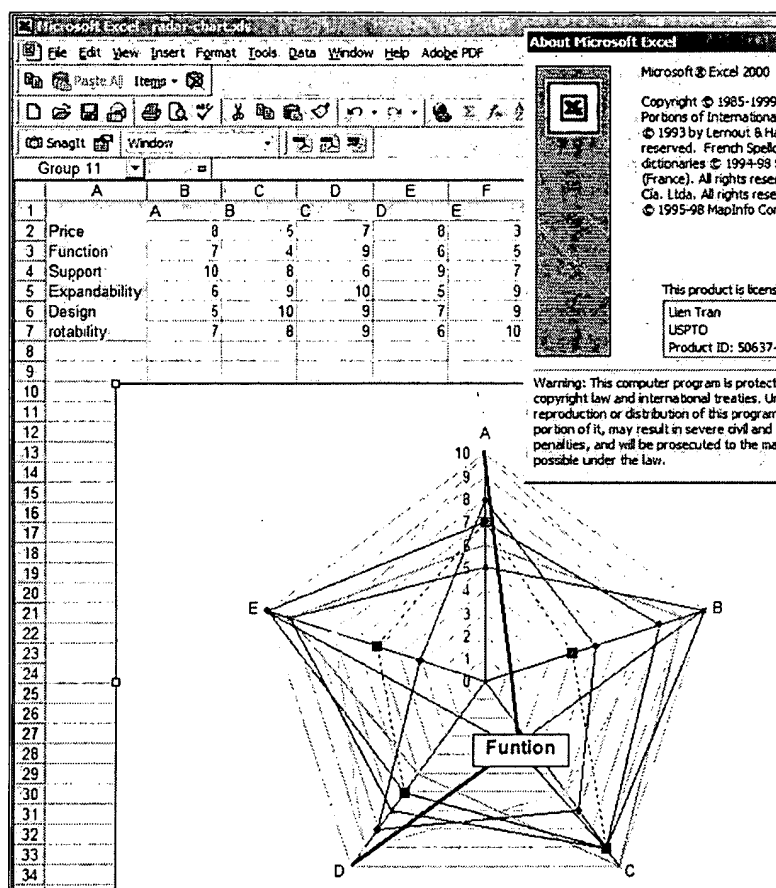 Microsoft Excel - radar-chart.xls
File Edit View Insert Format Tools Data Window Help Adobe PDF
Paste All Items
SnagIt Window
Group 11
A B C D E F
1 A B C D E
2 Price 8 5 7 8 3
3 Function 7 4 9 6 5
4 Support 10 8 6 9 7
5 Expandability 6 9 10 5 9
6 Design 5 10 9 7 9
7 rotability 7 8 9 6 10
8
9
10
11
12
13
14
15
16
17
18
19
20
21
22
23
24
25
26
27
28
29
30
31
32
33
34
About Microsoft Excel
Microsoft® Excel 2000
Copyright © 1985-1999
Portions of Internationa
© 1993 by Lernout & Ha
reserved. French Spelle
dictionaries © 1994-98
(France). All rights reser
Cia. Ltda. All rights rese
© 1995-98 MapInfo Cor
This product is licens
Lien Tran
USPTO
Product ID: 50637-
Warning: This computer program is protect
copyright law and international treaties. Un
reproduction or distribution of this program
portion of it, may result in severe civil and
penalties, and will be prosecuted to the ma
possible under the law.
A
10
9
8
7
6
5
4
3
2
1
0
E
B
Funtion
D
C